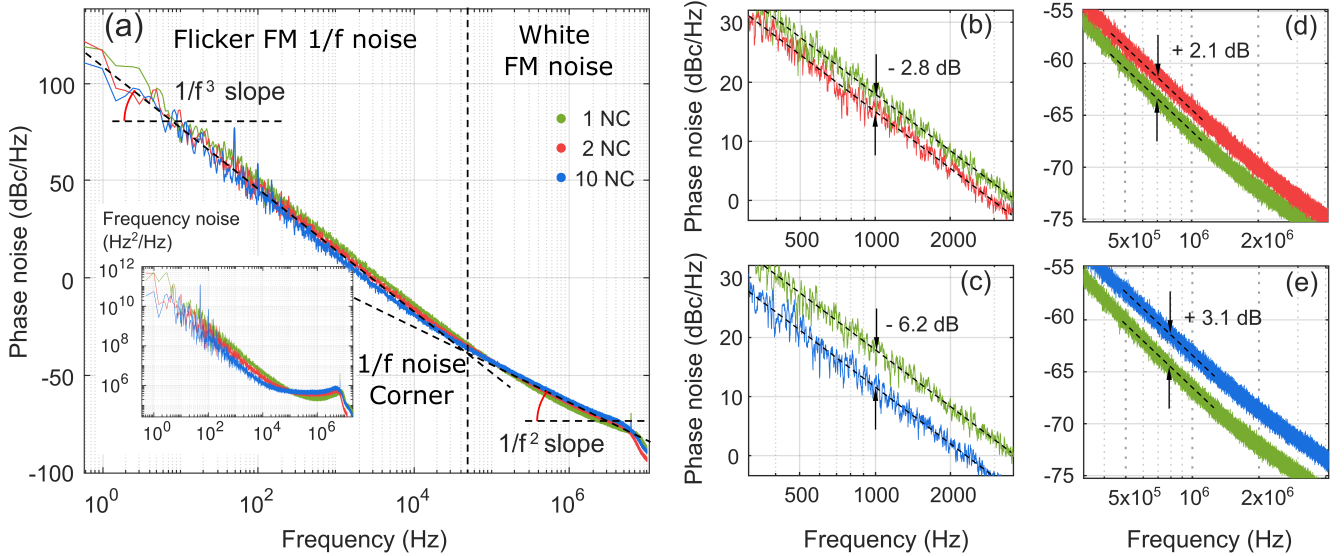 (a)
Flicker FM 1/f noise
White
FM noise
1/f³ slope
1 NC
2 NC
10 NC
Phase noise (dBc/Hz)
100
50
0
-50
-100
Frequency noise
(Hz²/Hz)
10¹²
10¹⁰
10⁸
10⁶
10⁰
10²
10⁴
10⁶
1/f noise
Corner
1/f² slope
10⁰
10²
10⁴
10⁶
Frequency (Hz)
(b)
- 2.8 dB
Phase noise (dBc/Hz)
30
20
10
0
500
1000
2000
(c)
- 6.2 dB
Phase noise (dBc/Hz)
30
20
10
0
500
1000
2000
Frequency (Hz)
(d)
+ 2.1 dB
-55
-60
-65
-70
-75
5x10⁵
10⁶
2x10⁶
(e)
+ 3.1 dB
-55
-60
-65
-70
-75
5x10⁵
10⁶
2x10⁶
Frequency (Hz)